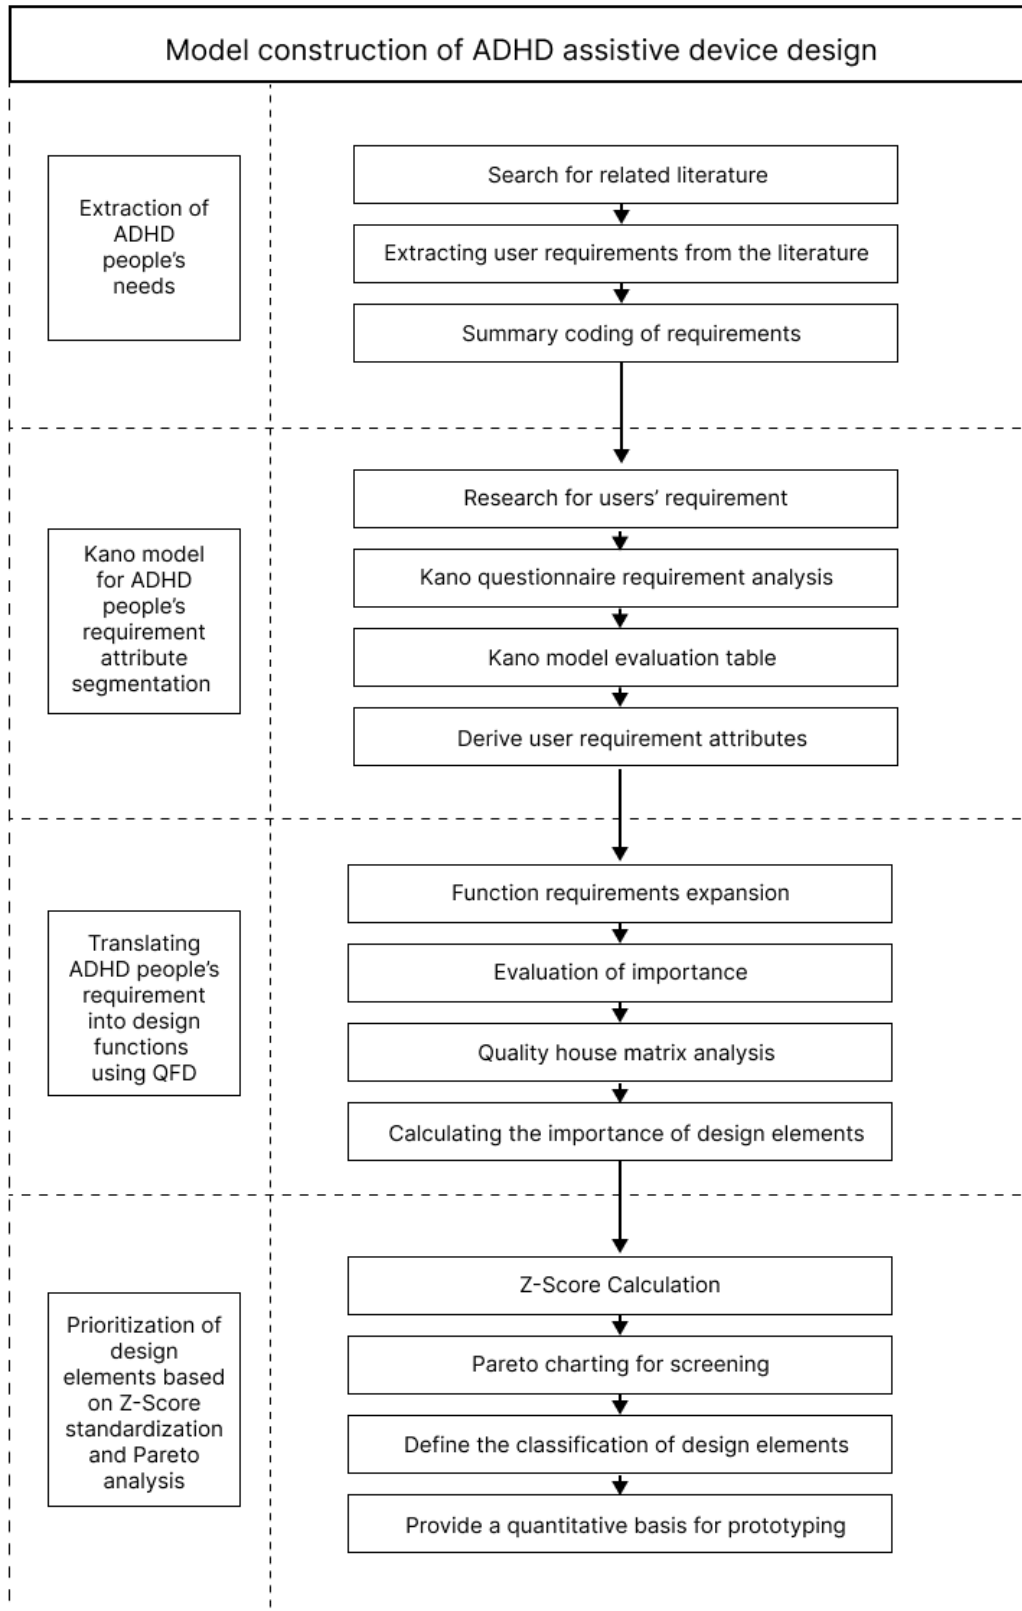 Model construction of ADHD assistive device design
Extraction of
ADHD
people's
needs
Search for related literature
Extracting user requirements from the literature
Summary coding of requirements
Kano model
for ADHD
people's
requirement
attribute
segmentation
Research for users’ requirement
Kano questionnaire requirement analysis
Kano model evaluation table
Derive user requirement attributes
Translating
ADHD people’s
requirement
into design
functions
using QFD
Function requirements expansion
Evaluation of importance
Quality house matrix analysis
Calculating the importance of design elements
Prioritization of
design
elements based
on Z-Score
standardization
and Pareto
analysis
Z-Score Calculation
Pareto charting for screening
Define the classification of design elements
Provide a quantitative basis for prototyping